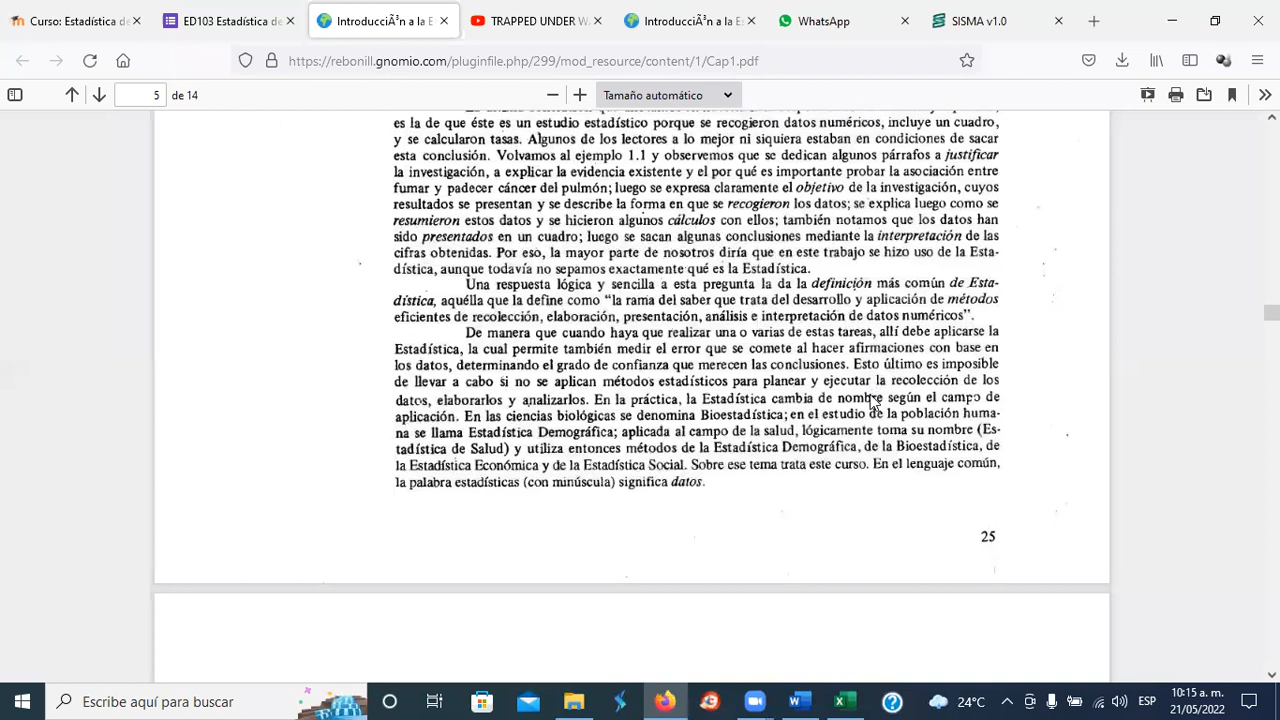 Curso: Estadística de
ED103 Estadística de
IntroducciÃ³n a la E
TRAPPED UNDER W
IntroducciÃ³n a la Es
WhatsApp
SISMA v1.0
https://rebonill.gnomio.com/pluginfile.php/299/mod_resource/content/1/Cap1.pdf
5 de 14
Tamaño automático
es la de que éste es un estudio estadístico porque se recogieron datos numéricos, incluye un cuadro,
y se calcularon tasas. Algunos de los lectores a lo mejor ni siquiera estaban en condiciones de sacar
esta conclusión. Volvamos al ejemplo 1.1 y observemos que se dedican algunos párrafos a justificar
la investigación, a explicar la evidencia existente y el por qué es importante probar la asociación entre
fumar y padecer cáncer del pulmón; luego se expresa claramente el objetivo de la investigación, cuyos
resultados se presentan y se describe la forma en que se recogieron los datos; se explica luego como se
resumieron estos datos y se hicieron algunos cálculos con ellos; también notamos que los datos han
sido presentados en un cuadro; luego se sacan algunas conclusiones mediante la interpretación de las
cifras obtenidas. Por eso, la mayor parte de nosotros diría que en este trabajo se hizo uso de la Esta-
dística, aunque todavía no sepamos exactamente qué es la Estadística.
Una respuesta lógica y sencilla a esta pregunta la da la definición más común de Esta-
dística, aquélla que la define como "la rama del saber que trata del desarrollo y aplicación de métodos
eficientes de recolección, elaboración, presentación, análisis e interpretación de datos numéricos".
De manera que cuando haya que realizar una o varias de estas tareas, allí debe aplicarse la
Estadística, la cual permite también medir el error que se comete al hacer afirmaciones con base en
los datos, determinando el grado de confianza que merecen las conclusiones. Esto último es imposible
de llevar a cabo si no se aplican métodos estadísticos para planear y ejecutar la recolección de los
datos, elaborarlos y analizarlos. En la práctica, la Estadística cambia de nombre según el campo de
aplicación. En las ciencias biológicas se denomina Bioestadística; en el estudio de la población huma-
na se llama Estadística Demográfica; aplicada al campo de la salud, lógicamente toma su nombre (Es-
tadística de Salud) y utiliza entonces métodos de la Estadística Demográfica, de la Bioestadística, de
la Estadística Económica y de la Estadística Social. Sobre ese tema trata este curso. En el lenguaje común,
la palabra estadísticas (con minúscula) significa datos.
25
Escribe aquí para buscar
24°C
ESP
10:15 a. m.
21/05/2022